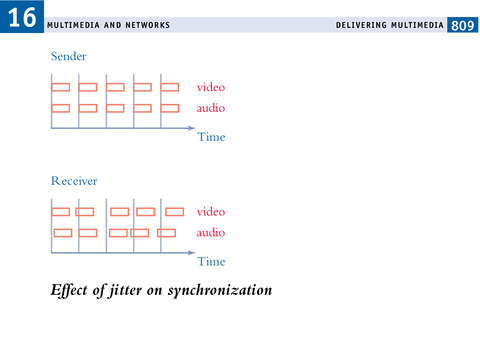 16
MULTIMEDIA AND NETWORKS
DELIVERING MULTIMEDIA 809
Sender
video
audio
Time
Receiver
video
audio
Time
Effect of jitter on synchronization